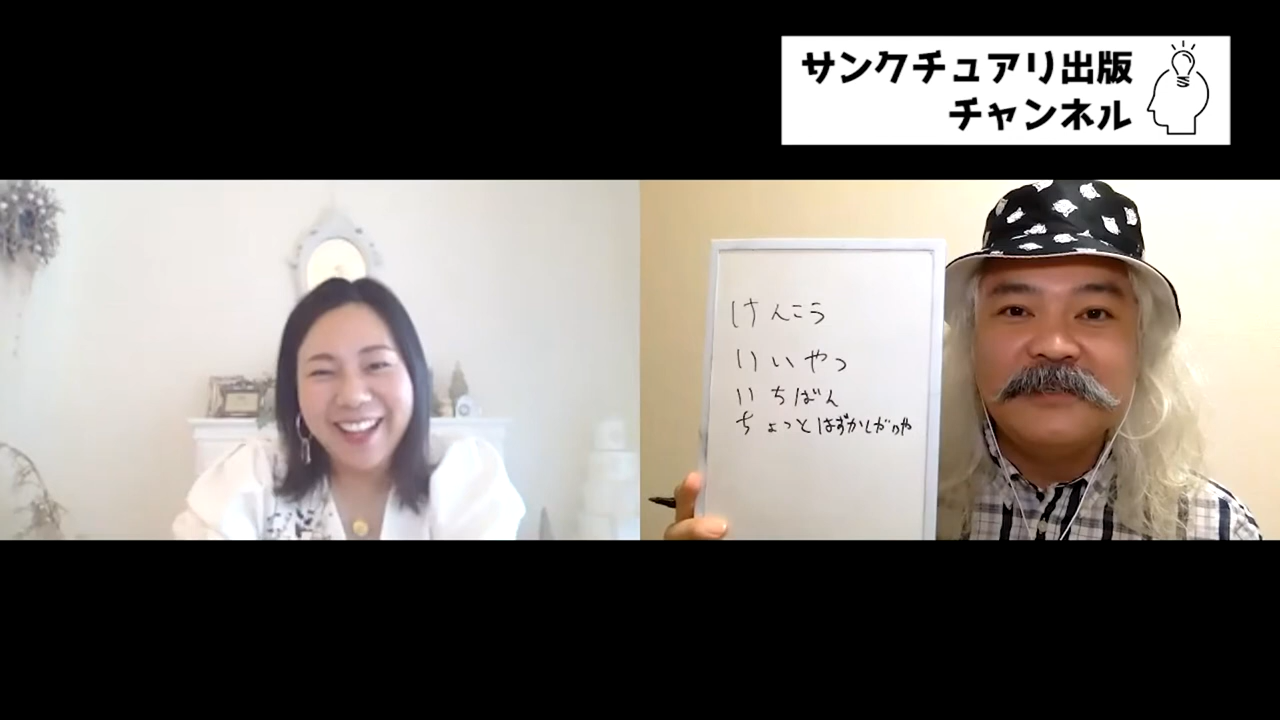 サンクチュアリ出版
チャンネル
けんこう
けいやつ
いちばん
ちょっとはずかしがりや